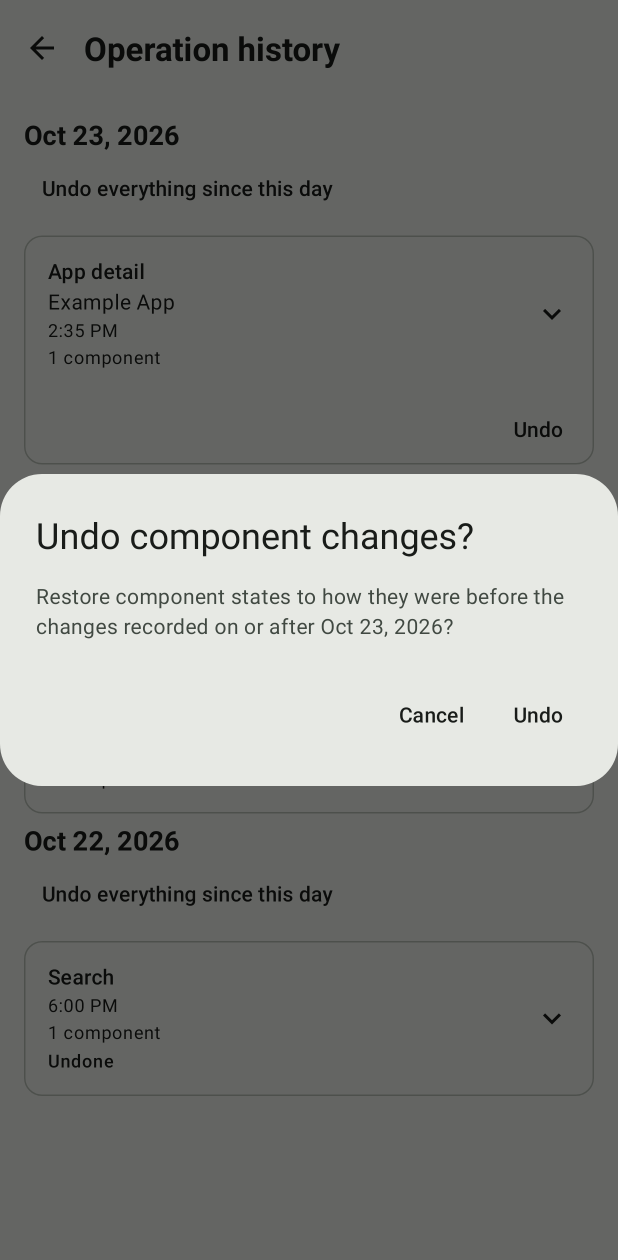 Operation history
Oct 23, 2026
Undo everything since this day
App detail
Example App
2:35 PM
1 component
Undo
Undo component changes?
Restore component states to how they were before the
changes recorded on or after Oct 23, 2026?
Cancel
Undo
Oct 22, 2026
Undo everything since this day
Search
6:00 PM
1 component
Undone